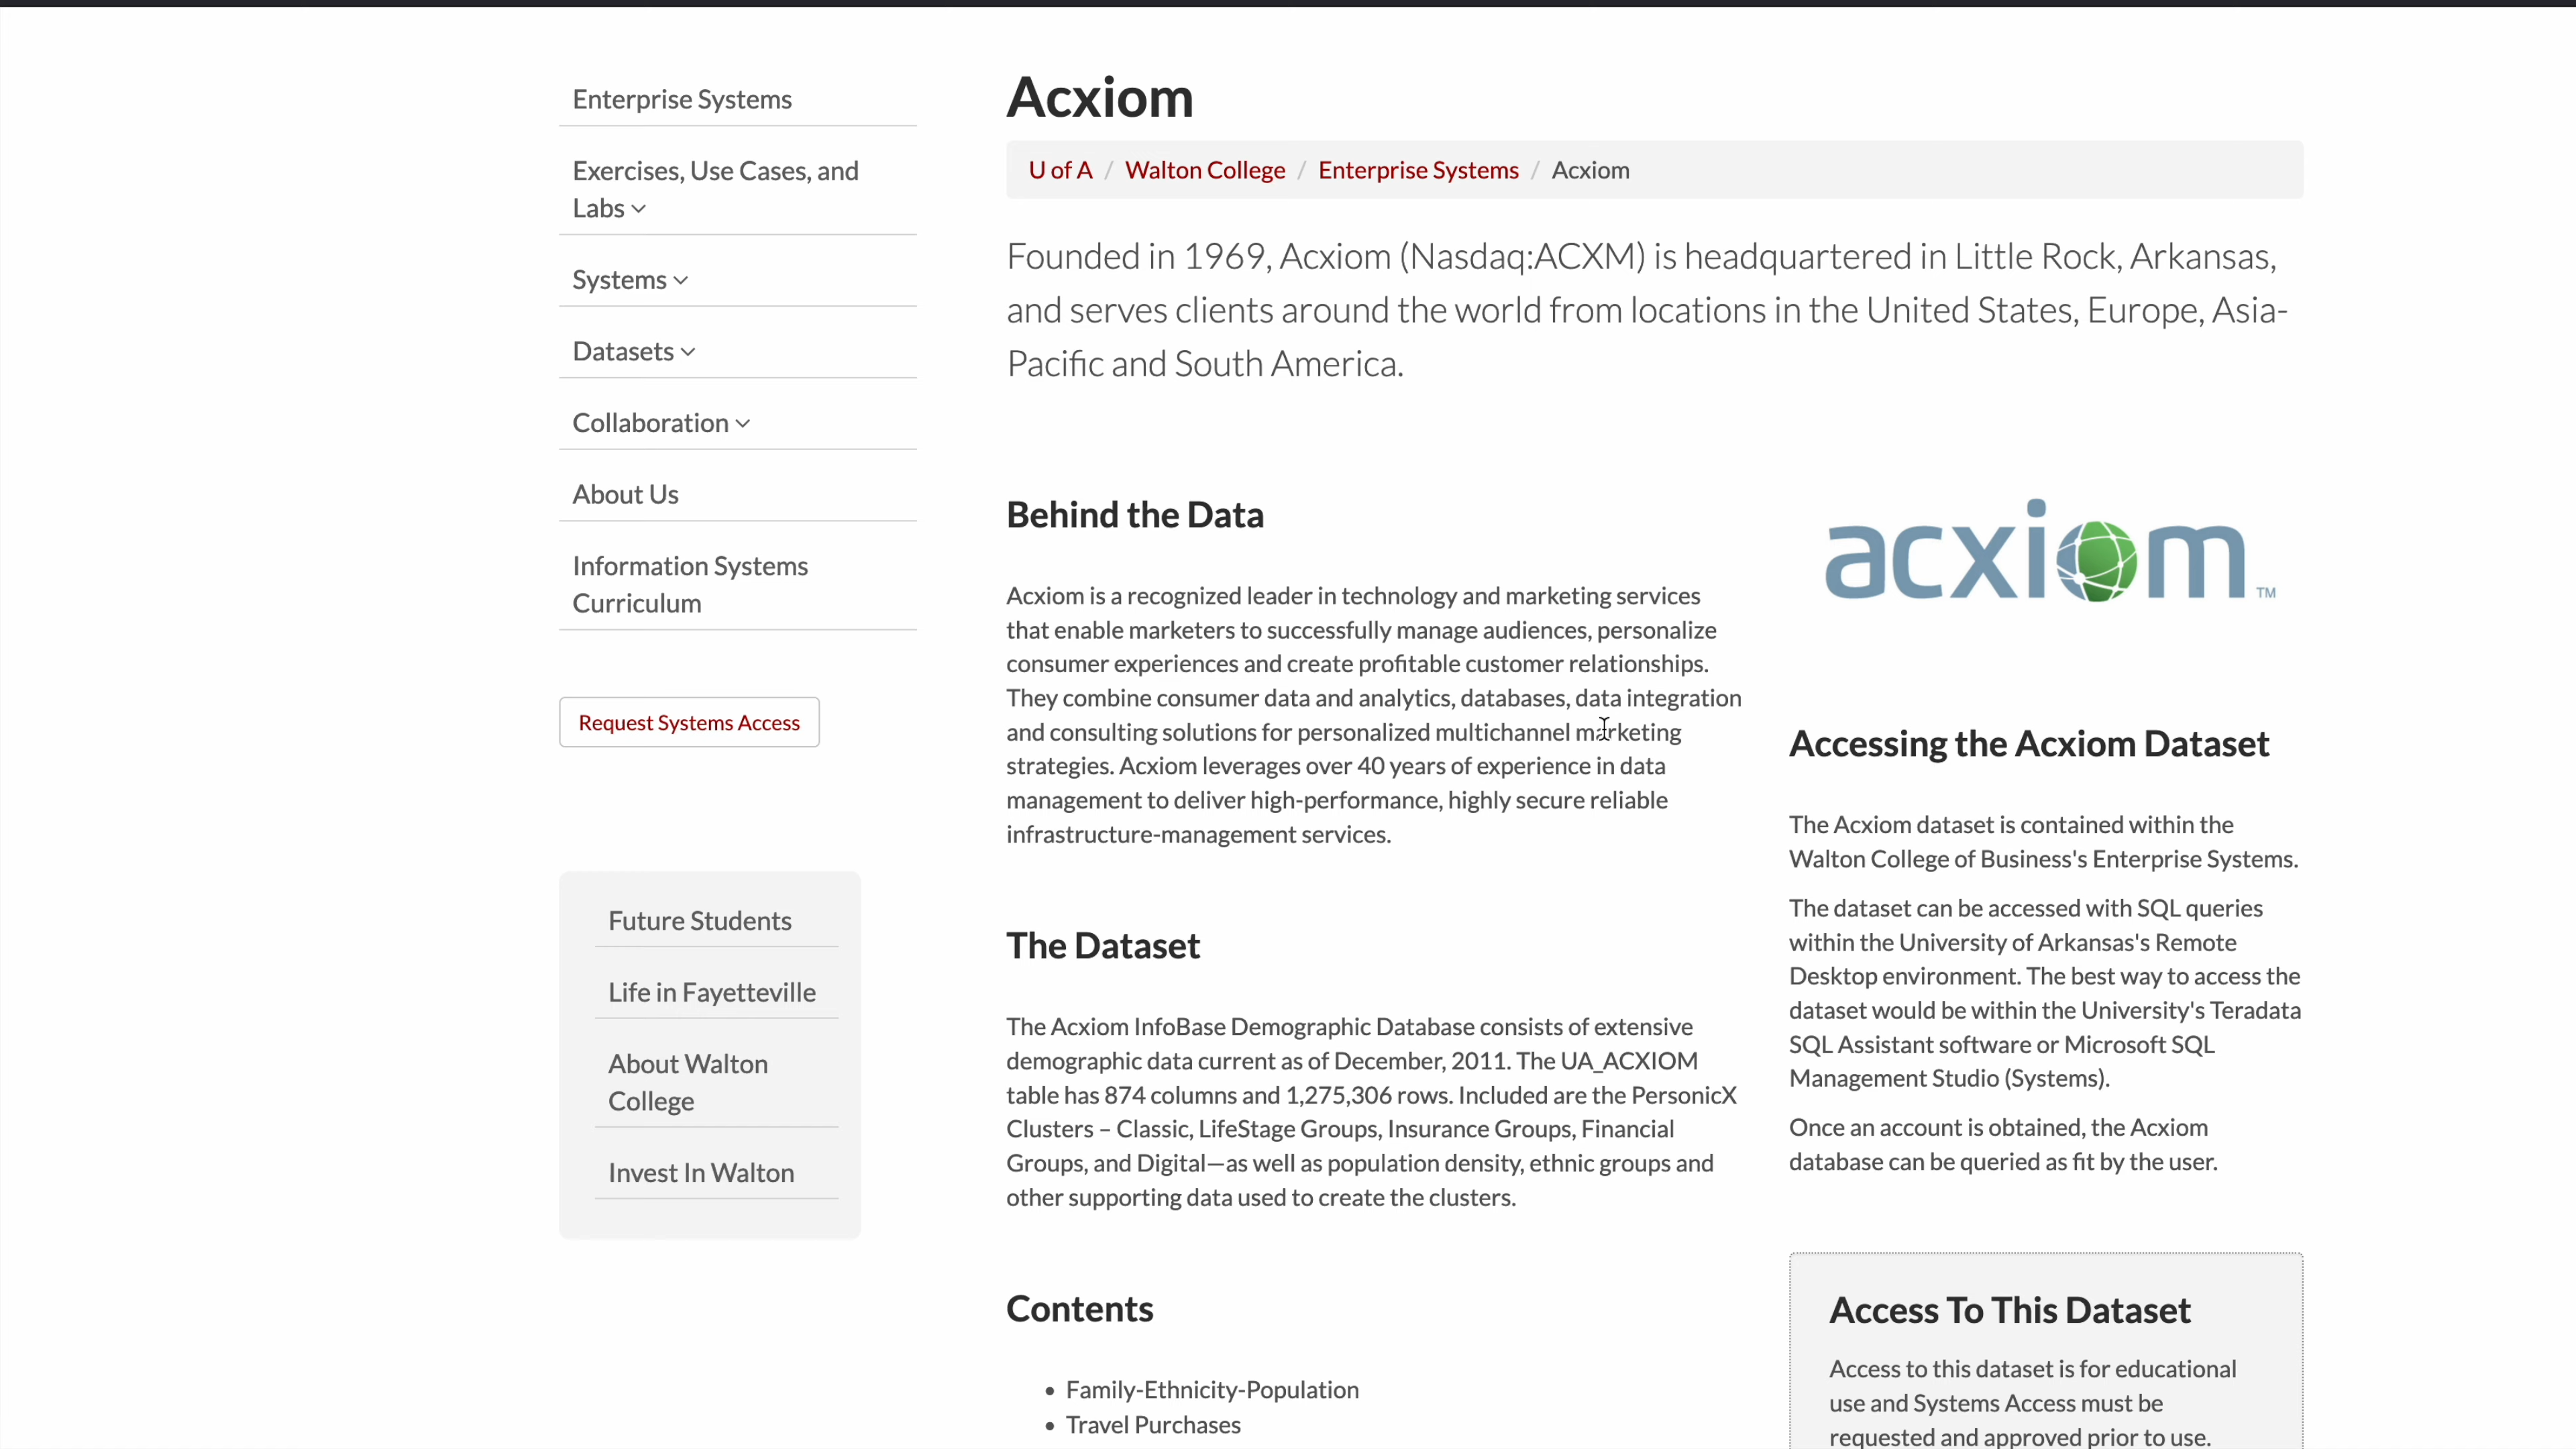 Enterprise Systems
Exercises, Use Cases, and
Labs
Systems
Datasets
Collaboration
About Us
Information Systems
Curriculum
Request Systems Access
Future Students
Life in Fayetteville
About Walton
College
Invest In Walton
Acxiom
U of A / Walton College / Enterprise Systems / Acxiom
Founded in 1969, Acxiom (Nasdaq:ACXM) is headquartered in Little Rock, Arkansas,
and serves clients around the world from locations in the United States, Europe, Asia-
Pacific and South America.
Behind the Data
Acxiom is a recognized leader in technology and marketing services
that enable marketers to successfully manage audiences, personalize
consumer experiences and create profitable customer relationships.
They combine consumer data and analytics, databases, data integration
and consulting solutions for personalized multichannel marketing
strategies. Acxiom leverages over 40 years of experience in data
management to deliver high-performance, highly secure reliable
infrastructure-management services.
The Dataset
The Acxiom InfoBase Demographic Database consists of extensive
demographic data current as of December, 2011. The UA_ACXIOM
table has 874 columns and 1,275,306 rows. Included are the PersonicX
Clusters – Classic, LifeStage Groups, Insurance Groups, Financial
Groups, and Digital—as well as population density, ethnic groups and
other supporting data used to create the clusters.
Contents
• Family-Ethnicity-Population
• Travel Purchases
acxiom™
Accessing the Acxiom Dataset
The Acxiom dataset is contained within the
Walton College of Business's Enterprise Systems.
The dataset can be accessed with SQL queries
within the University of Arkansas's Remote
Desktop environment. The best way to access the
dataset would be within the University's Teradata
SQL Assistant software or Microsoft SQL
Management Studio (Systems).
Once an account is obtained, the Acxiom
database can be queried as fit by the user.
Access To This Dataset
Access to this dataset is for educational
use and Systems Access must be
requested and approved prior to use.